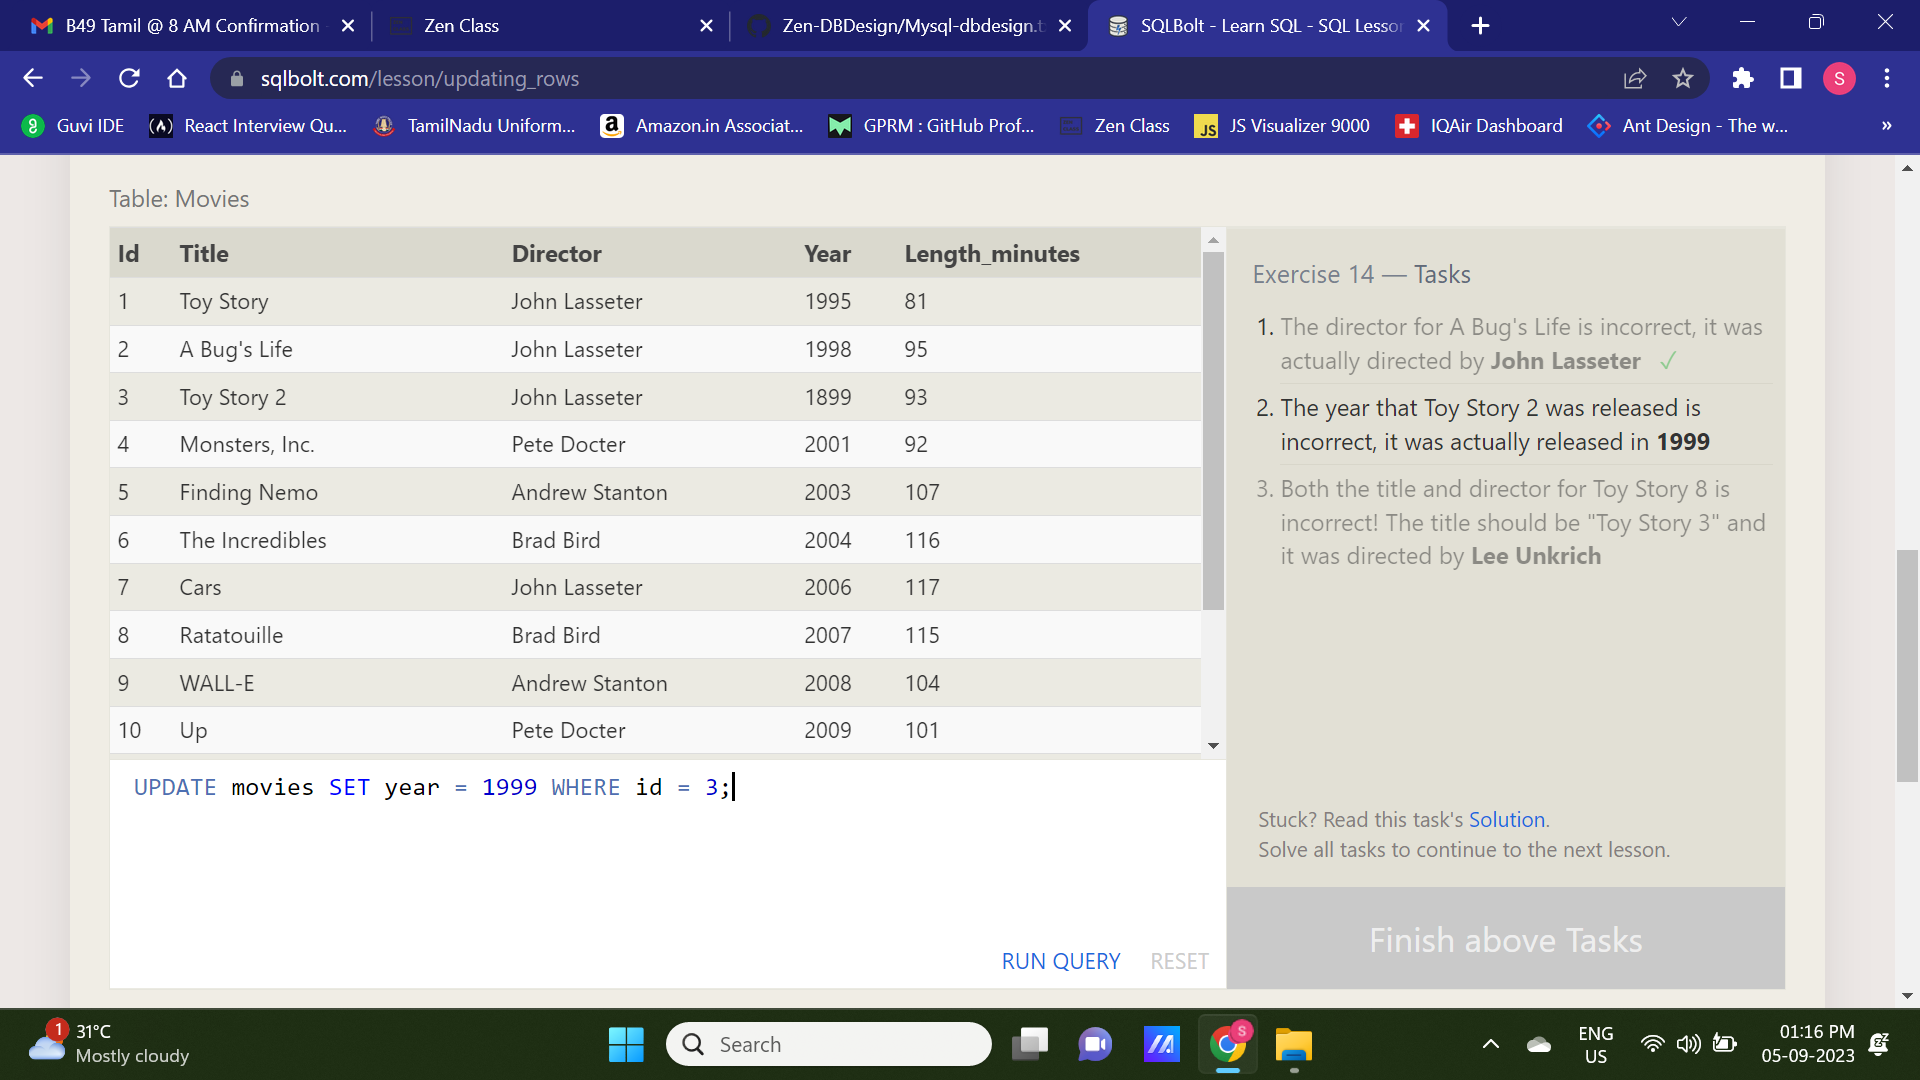 B49 Tamil @ 8 AM Confirmation
Zen Class
Zen-DBDesign/Mysql-dbdesign.t
SQLBolt - Learn SQL - SQL Lesson
sqlbolt.com/lesson/updating_rows
S
Guvi IDE
React Interview Qu...
TamilNadu Uniform...
Amazon.in Associat...
GPRM : GitHub Prof...
Zen Class
JS Visualizer 9000
IQAir Dashboard
Ant Design - The w...
»
Table: Movies
Id Title Director Year Length_minutes
1 Toy Story John Lasseter 1995 81
2 A Bug's Life John Lasseter 1998 95
3 Toy Story 2 John Lasseter 1899 93
4 Monsters, Inc. Pete Docter 2001 92
5 Finding Nemo Andrew Stanton 2003 107
6 The Incredibles Brad Bird 2004 116
7 Cars John Lasseter 2006 117
8 Ratatouille Brad Bird 2007 115
9 WALL-E Andrew Stanton 2008 104
10 Up Pete Docter 2009 101
UPDATE movies SET year = 1999 WHERE id = 3;
RUN QUERY RESET
Exercise 14 — Tasks
1. The director for A Bug's Life is incorrect, it was
actually directed by John Lasseter ✓
2. The year that Toy Story 2 was released is
incorrect, it was actually released in 1999
3. Both the title and director for Toy Story 8 is
incorrect! The title should be "Toy Story 3" and
it was directed by Lee Unkrich
Stuck? Read this task's Solution.
Solve all tasks to continue to the next lesson.
Finish above Tasks
1
31°C
Mostly cloudy
Search
S
ENG
US
01:16 PM
05-09-2023